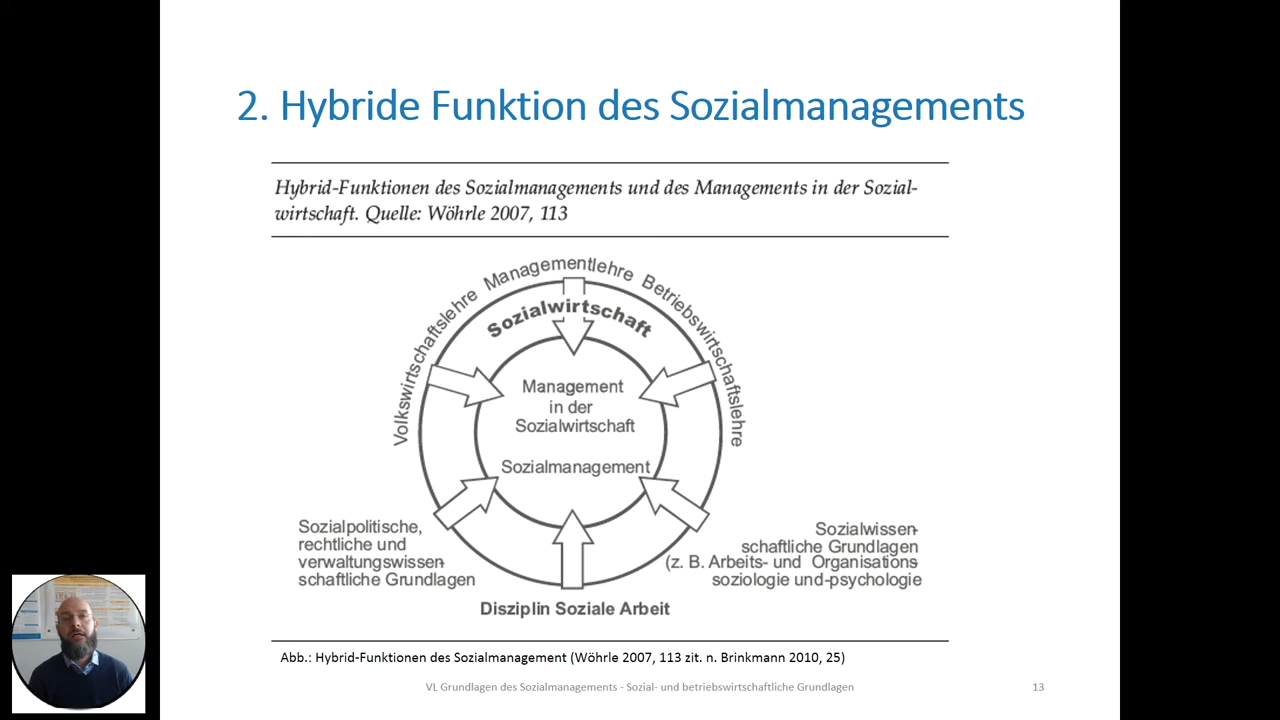 2. Hybride Funktion des Sozialmanagements
Hybrid-Funktionen des Sozialmanagements und des Managements in der Sozial-
wirtschaft. Quelle: Wöhrle 2007, 113
Volkswirtschaftslehre Managementlehre Betriebswirtschaftslehre
Sozialwirtschaft
Management
in der
Sozialwirtschaft
Sozialmanagement
Sozialpolitische,
rechtliche und
verwaltungswissen-
schaftliche Grundlagen
Sozialwissen-
schaftliche Grundlagen
(z. B. Arbeits- und Organisations-
soziologie und-psychologie
Disziplin Soziale Arbeit
Abb.: Hybrid-Funktionen des Sozialmanagement (Wöhrle 2007, 113 zit. n. Brinkmann 2010, 25)
VL Grundlagen des Sozialmanagements - Sozial- und betriebswirtschaftliche Grundlagen
13